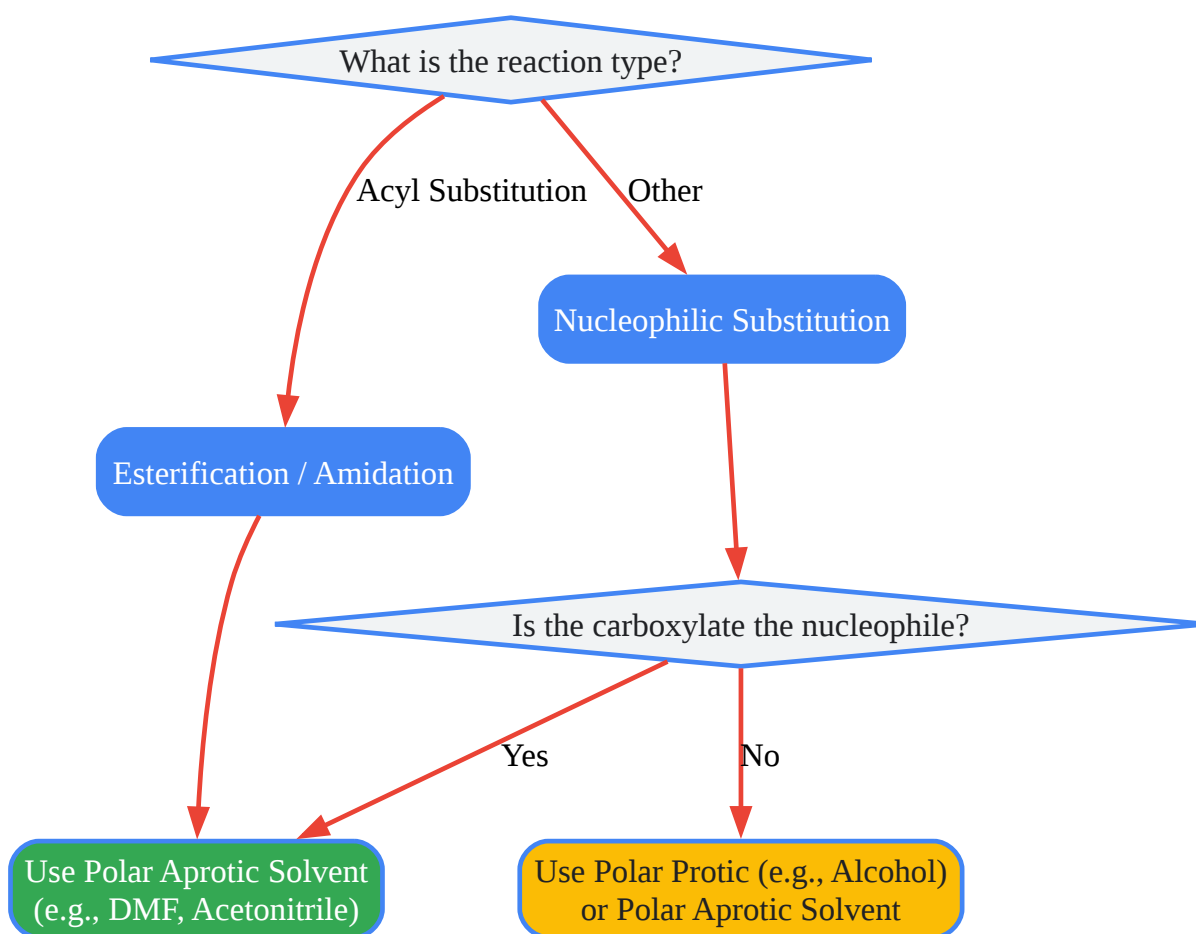 What is the reaction type?
Acyl Substitution
Other
Nucleophilic Substitution
Esterification / Amidation
Is the carboxylate the nucleophile?
Yes
No
Use Polar Aprotic Solvent
(e.g., DMF, Acetonitrile)
Use Polar Protic (e.g., Alcohol)
or Polar Aprotic Solvent